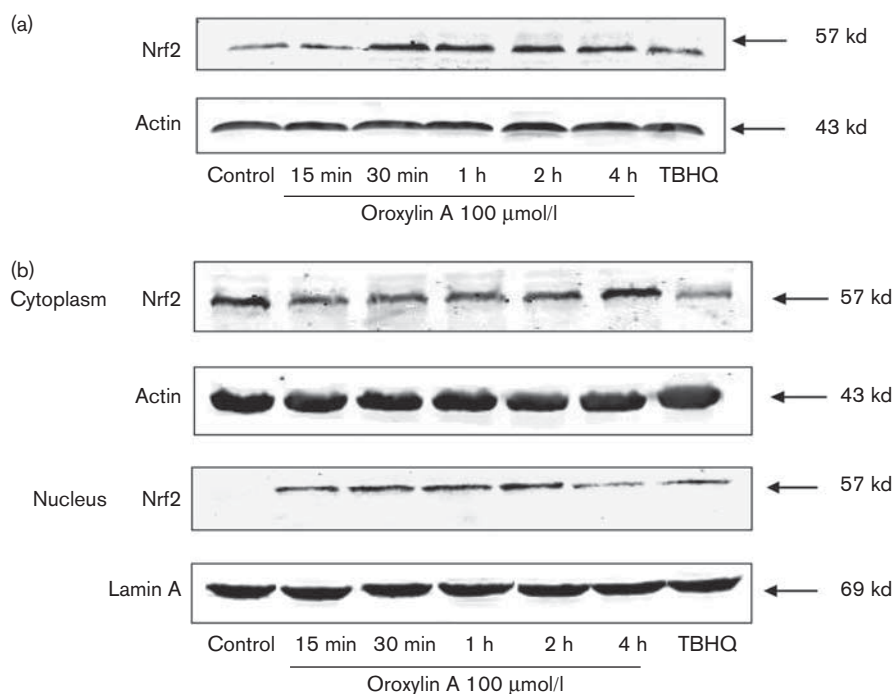 (a)
Nrf2 57 kd
Actin 43 kd
Control 15 min 30 min 1 h 2 h 4 h TBHQ
Oroxylin A 100 μmol/l
(b)
Cytoplasm Nrf2 57 kd
Actin 43 kd
Nucleus Nrf2 57 kd
Lamin A 69 kd
Control 15 min 30 min 1 h 2 h 4 h TBHQ
Oroxylin A 100 μmol/l